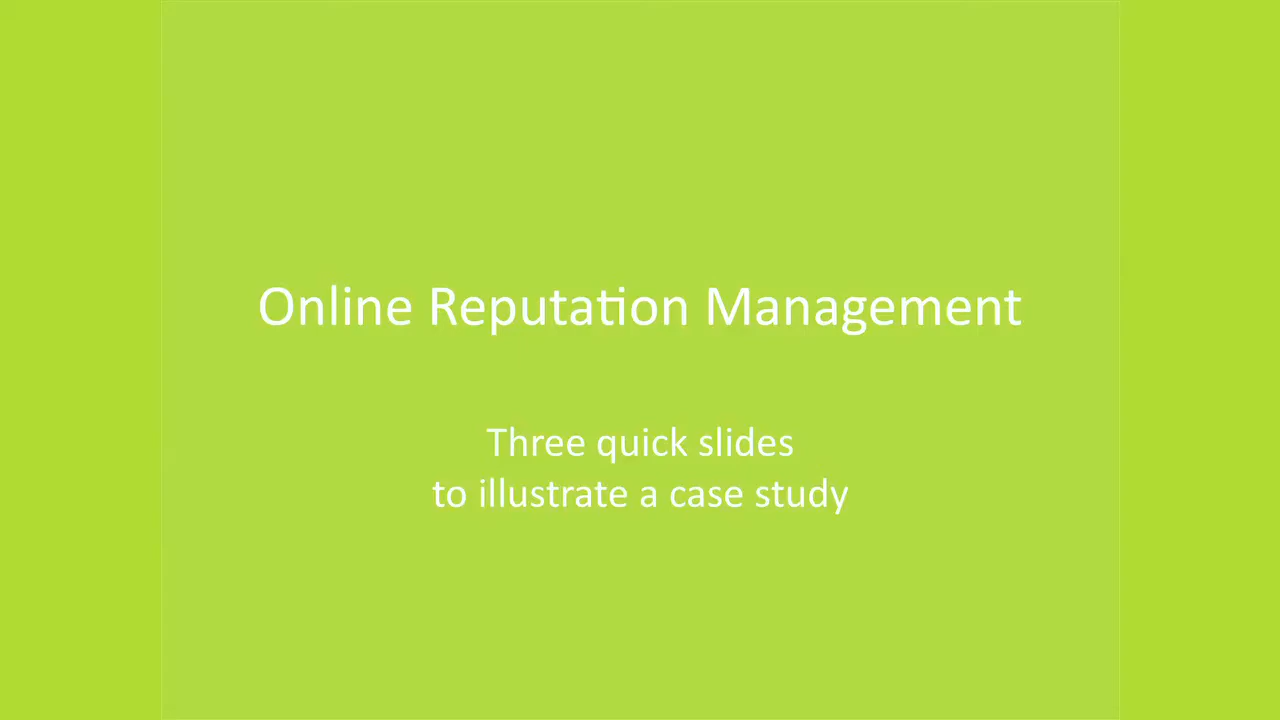 Online Reputation Management
Three quick slides
to illustrate a case study